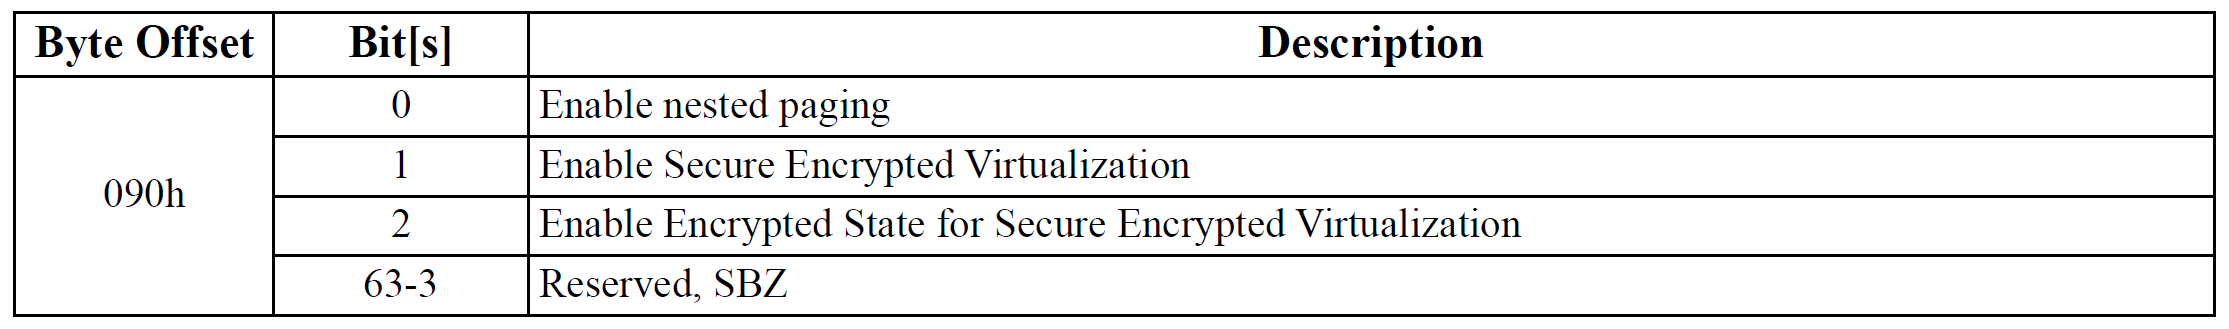 Byte Offset Bit[s] Description
090h
0 Enable nested paging
1 Enable Secure Encrypted Virtualization
2 Enable Encrypted State for Secure Encrypted Virtualization
63-3 Reserved, SBZ